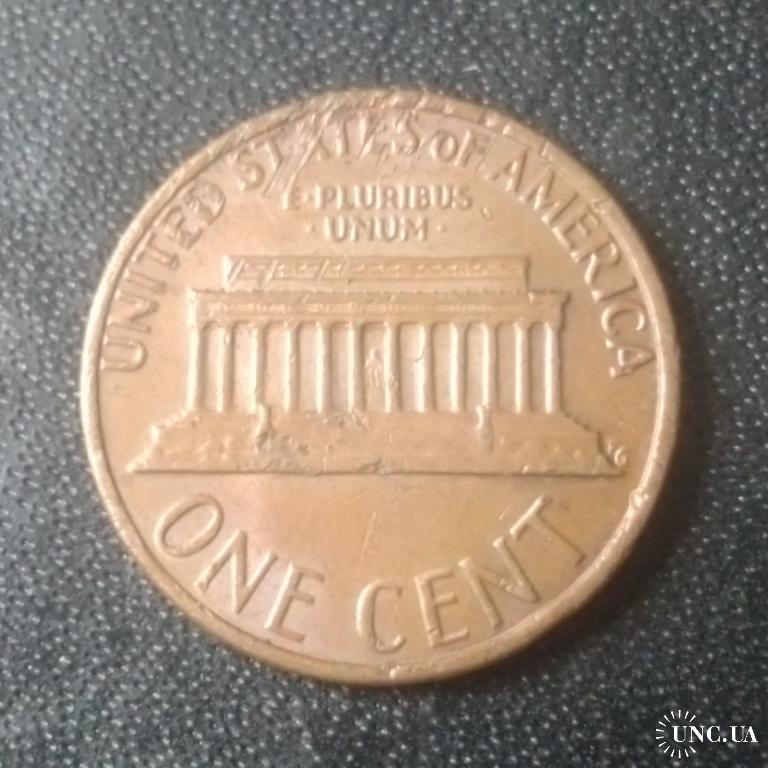 UNITED STATES OF AMERICA
E·PLURIBUS
·UNUM·
ONE CENT
UNC.UA